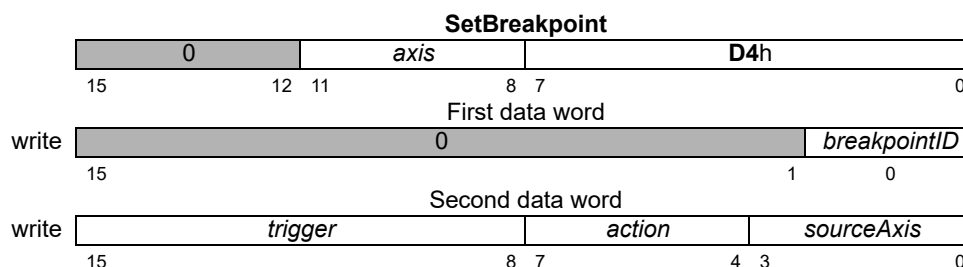 SetBreakpoint
0 axis D4h
15 12 11 8 7 0
First data word
write 0 breakpointID
15 1 0
Second data word
write trigger action sourceAxis
15 8 7 4 3 0